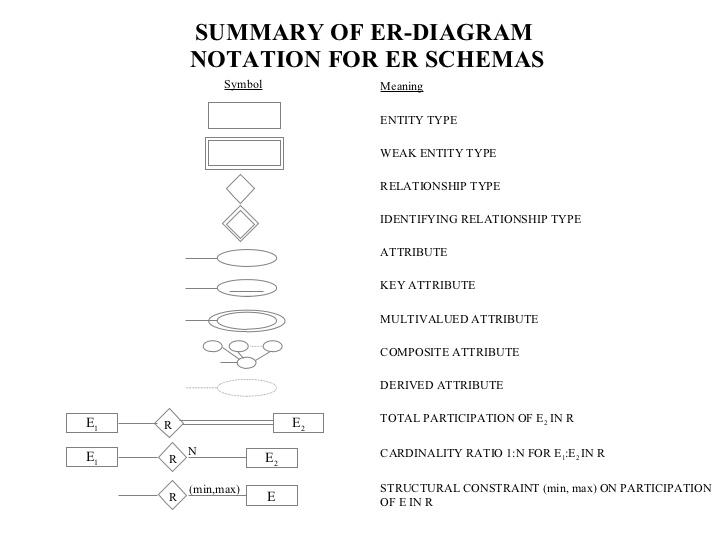 SUMMARY OF ER-DIAGRAM
NOTATION FOR ER SCHEMAS
Symbol Meaning
ENTITY TYPE
WEAK ENTITY TYPE
RELATIONSHIP TYPE
IDENTIFYING RELATIONSHIP TYPE
ATTRIBUTE
KEY ATTRIBUTE
MULTIVALUED ATTRIBUTE
COMPOSITE ATTRIBUTE
DERIVED ATTRIBUTE
E₁ R E₂ TOTAL PARTICIPATION OF E₂ IN R
E₁ R N E₂ CARDINALITY RATIO 1:N FOR E₁:E₂ IN R
R (min,max) E STRUCTURAL CONSTRAINT (min, max) ON PARTICIPATION
OF E IN R